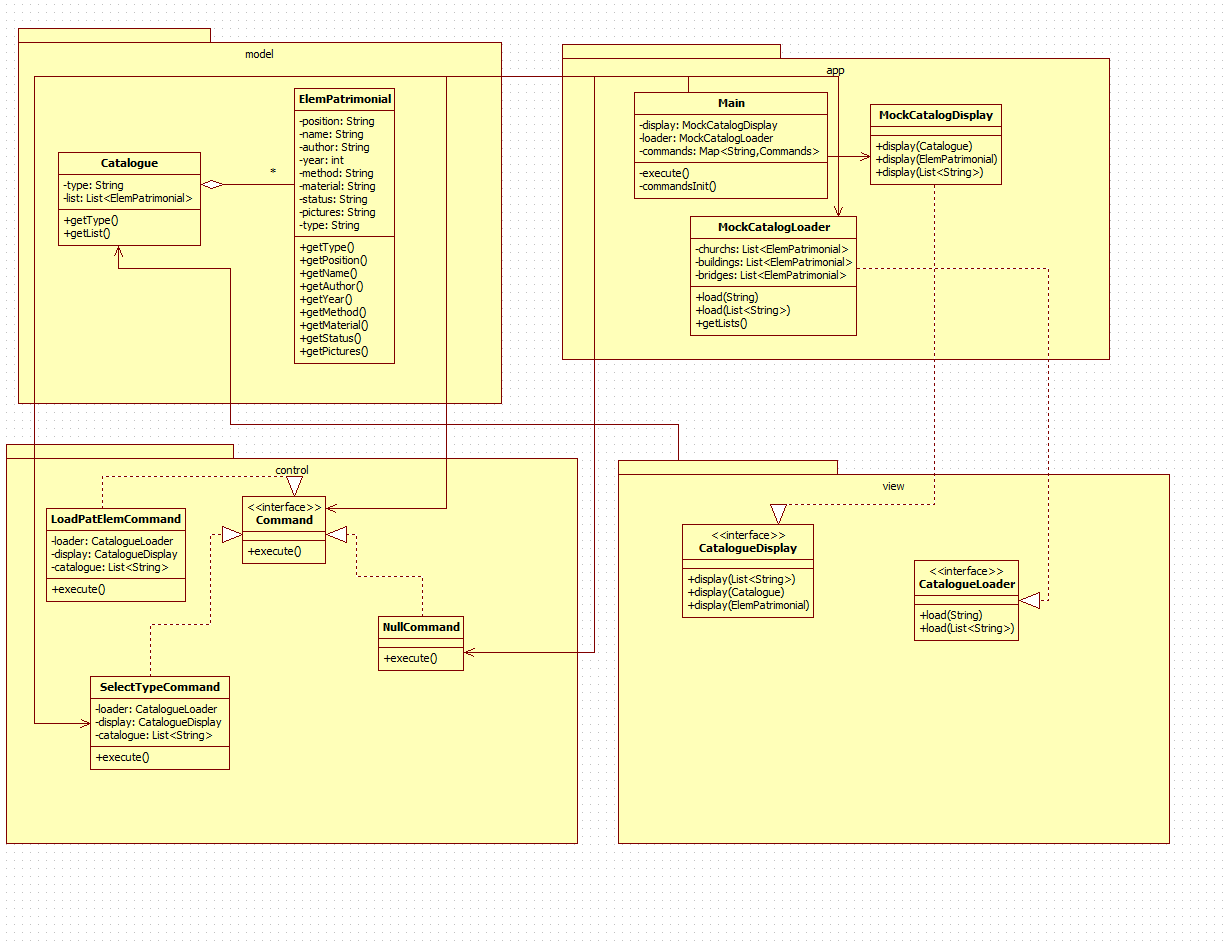 model
Catalogue
-type: String
-list: List<ElemPatrimonial>
+getType()
+getList()
*
ElemPatrimonial
-position: String
-name: String
-author: String
-year: int
-method: String
-material: String
-status: String
-pictures: String
-type: String
+getType()
+getPosition()
+getName()
+getAuthor()
+getYear()
+getMethod()
+getMaterial()
+getStatus()
+getPictures()
app
Main
-display: MockCatalogDisplay
-loader: MockCatalogLoader
-commands: Map<String,Commands>
-execute()
-commandsInit()
MockCatalogDisplay
+display(Catalogue)
+display(ElemPatrimonial)
+display(List<String>)
MockCatalogLoader
-churchs: List<ElemPatrimonial>
-buildings: List<ElemPatrimonial>
-bridges: List<ElemPatrimonial>
+load(String)
+load(List<String>)
+getLists()
control
LoadPatElemCommand
-loader: CatalogueLoader
-display: CatalogueDisplay
-catalogue: List<String>
+execute()
<<interface>>
Command
+execute()
NullCommand
+execute()
SelectTypeCommand
-loader: CatalogueLoader
-display: CatalogueDisplay
-catalogue: List<String>
+execute()
view
<<interface>>
CatalogueDisplay
+display(List<String>)
+display(Catalogue)
+display(ElemPatrimonial)
<<interface>>
CatalogueLoader
+load(String)
+load(List<String>)